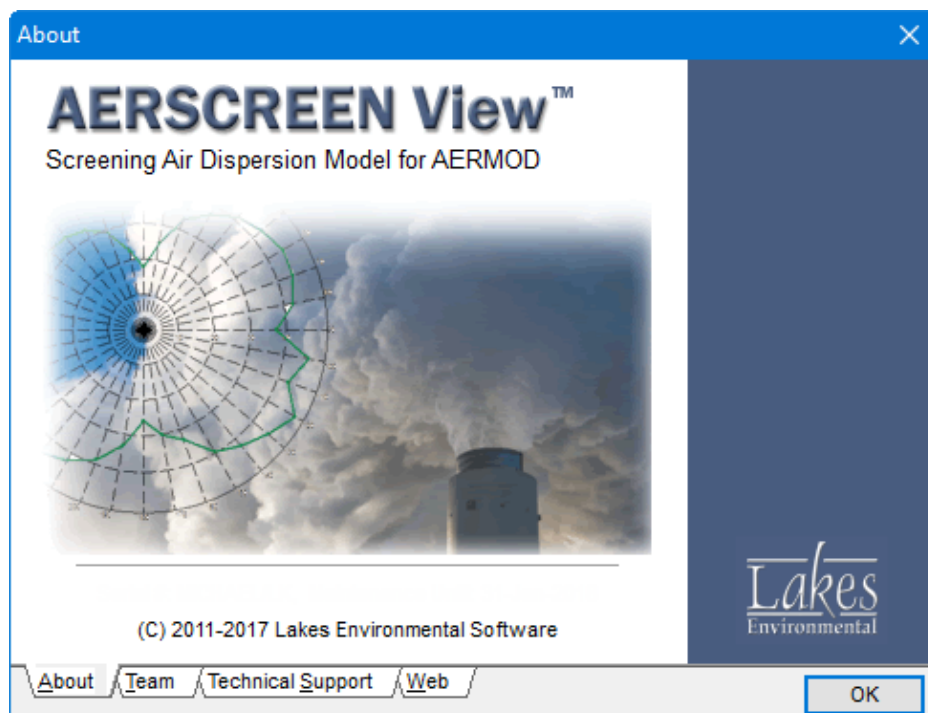 About
AERSCREEN View™
Screening Air Dispersion Model for AERMOD
Lakes
Environmental
(C) 2011-2017 Lakes Environmental Software
About
Team
Technical Support
Web
OK